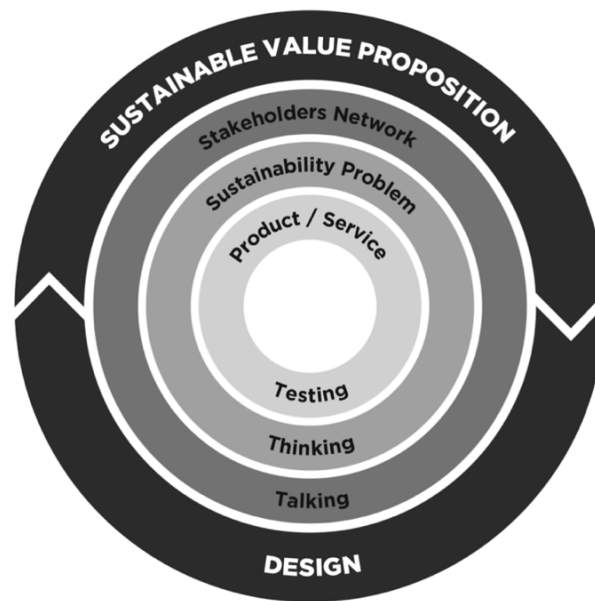 SUSTAINABLE VALUE PROPOSITION
Stakeholders Network
Sustainability Problem
Product / Service
Testing
Thinking
Talking
DESIGN